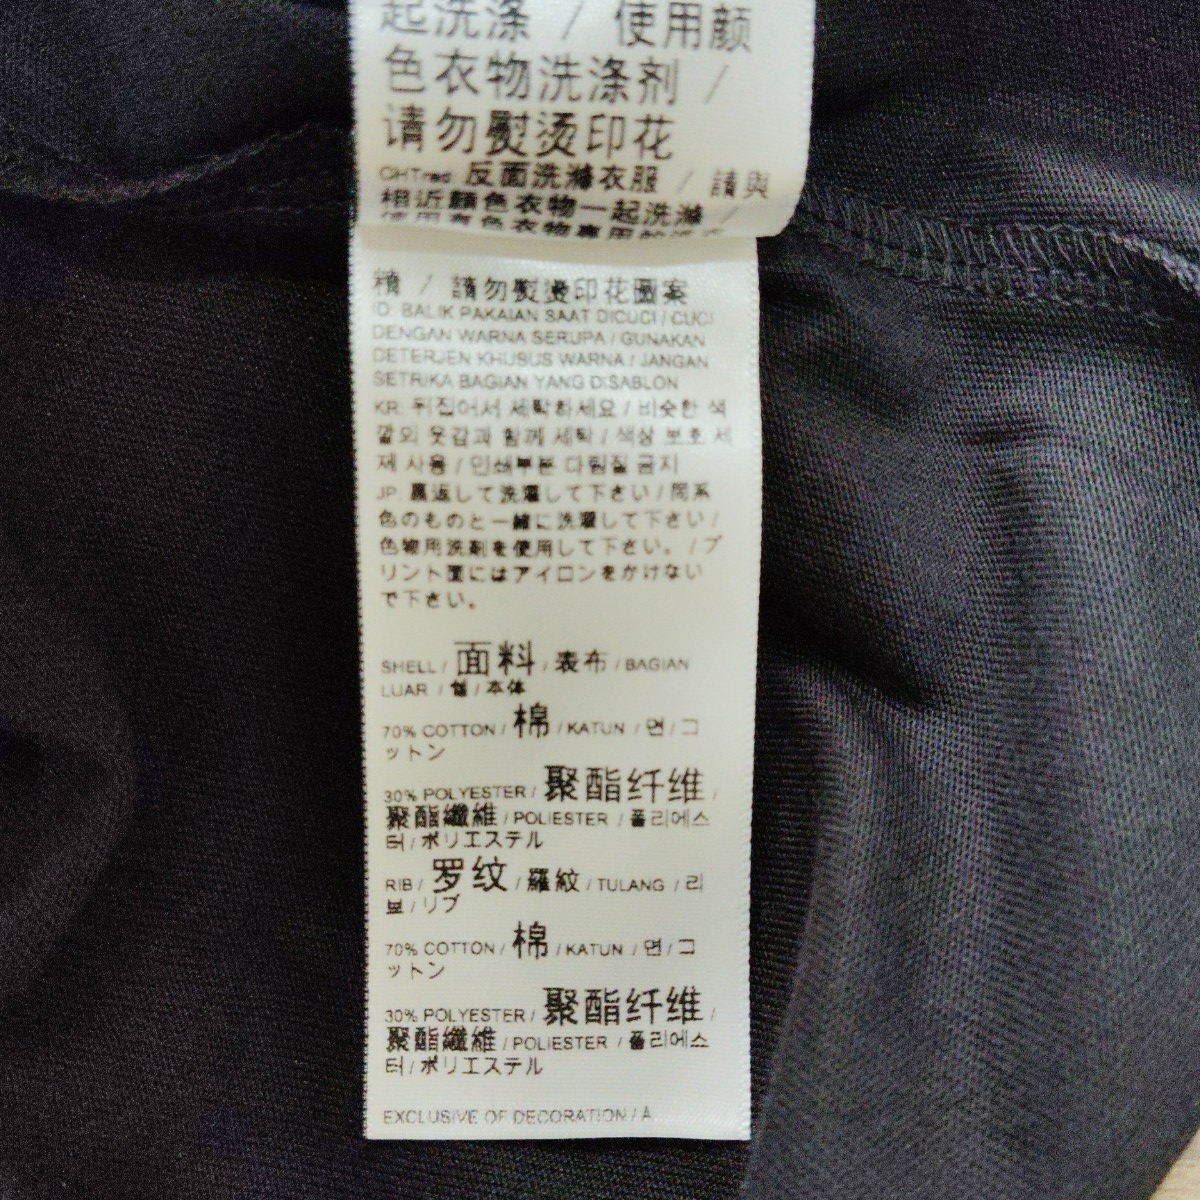 起洗涤 / 使用颜
色衣物洗涤剂 /
请勿熨烫印花
CHTrad: 反面洗滌衣服 / 請與
相近顏色衣物一起洗滌 /
精 / 請勿熨燙印花圖案
ID: BALIK PAKAIAN SAAT DICUCI / CUCI
DENGAN WARNA SERUPA / GUNAKAN
DETERJEN KHUSUS WARNA / JANGAN
SETRIKA BAGIAN YANG DISABLON
KR: 뒤집어서 세탁하세요 / 비슷한 색
깔의 옷감과 함께 세탁 / 색상 보호 세
제 사용 / 인쇄부분 다림질 금지
JP: 裏返して洗濯して下さい / 同系
色のものと一緒に洗濯して下さい /
色物用洗剤を使用して下さい。 / プ
リント面にはアイロンをかけない
で下さい。
SHELL / 面料 / 表布 / BAGIAN
LUAR / 쉘 / 本体
70% COTTON / 棉 / KATUN / 면 / コ
ットン
30% POLYESTER / 聚酯纤维 /
聚酯纖維 / POLIESTER / 폴리에스
터 / ポリエステル
RIB / 罗纹 / 羅紋 / TULANG / 리
브 / リブ
70% COTTON / 棉 / KATUN / 면 / コ
ットン
30% POLYESTER / 聚酯纤维 /
聚酯纖維 / POLIESTER / 폴리에스
터 / ポリエステル
EXCLUSIVE OF DECORATION / A